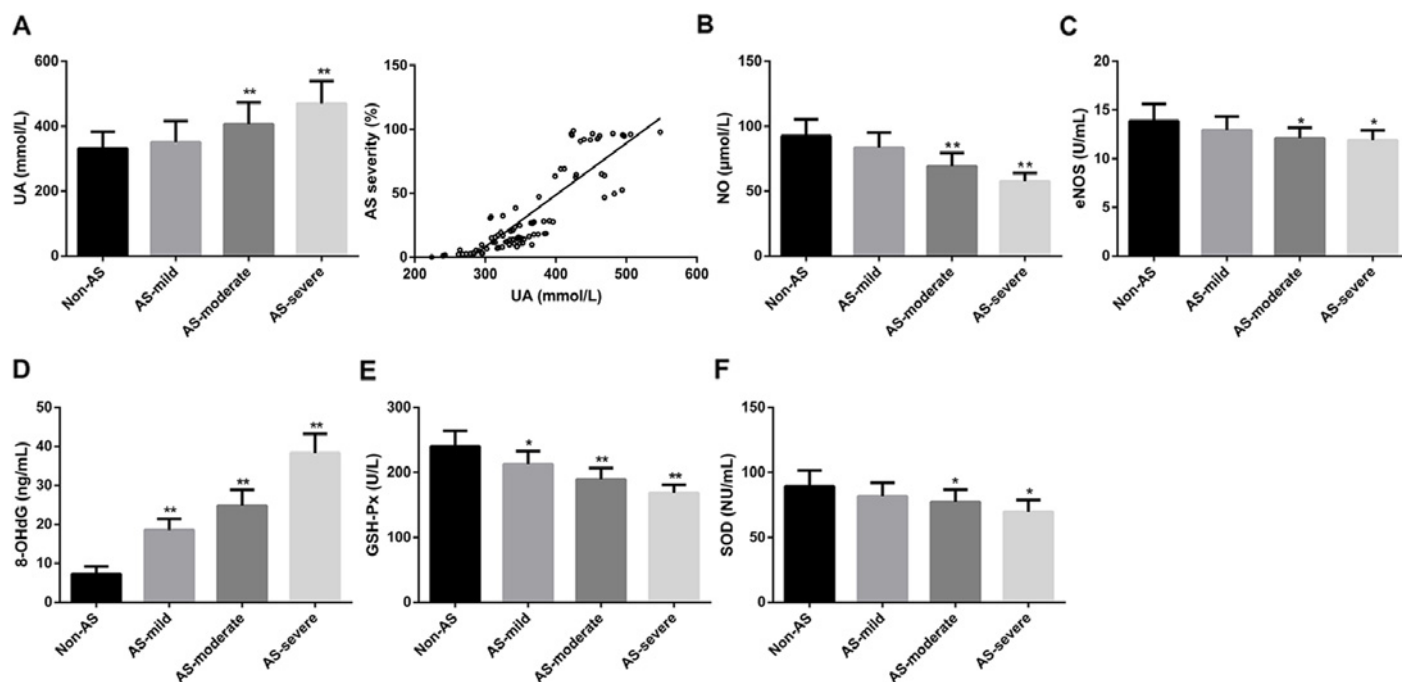 A
UA (mmol/L)
600
400
200
0
** **
Non-AS
AS-mild
AS-moderate
AS-severe
AS severity (%)
150
100
50
0
200 300 400 500 600
UA (mmol/L)
B
NO (μmol/L)
150
100
50
0
** **
Non-AS
AS-mild
AS-moderate
AS-severe
C
eNOS (U/mL)
20
15
10
5
0
* *
Non-AS
AS-mild
AS-moderate
AS-severe
D
8-OHdG (ng/mL)
50
40
30
20
10
0
** ** **
Non-AS
AS-mild
AS-moderate
AS-severe
E
GSH-Px (U/L)
300
200
100
0
* ** **
Non-AS
AS-mild
AS-moderate
AS-severe
F
SOD (NU/mL)
150
100
50
0
* *
Non-AS
AS-mild
AS-moderate
AS-severe